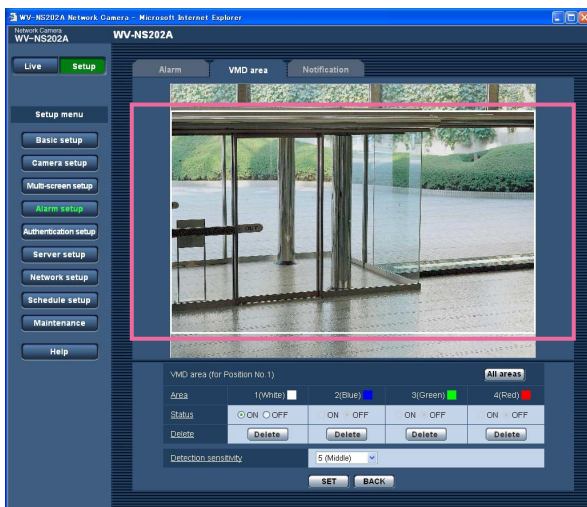 WV-NS202A Network Camera - Microsoft Internet Explorer
Network Camera
WV-NS202A
WV-NS202A
Live
Setup
Alarm
VMD area
Notification
Setup menu
Basic setup
Camera setup
Multi-screen setup
Alarm setup
Authentication setup
Server setup
Network setup
Schedule setup
Maintenance
Help
VMD area (for Position No.1)
All areas
Area 1(White) 2(Blue) 3(Green) 4(Red)
Status ON OFF ON OFF ON OFF ON OFF
Delete Delete Delete Delete Delete
Detection sensitivity 5 (Middle)
SET BACK